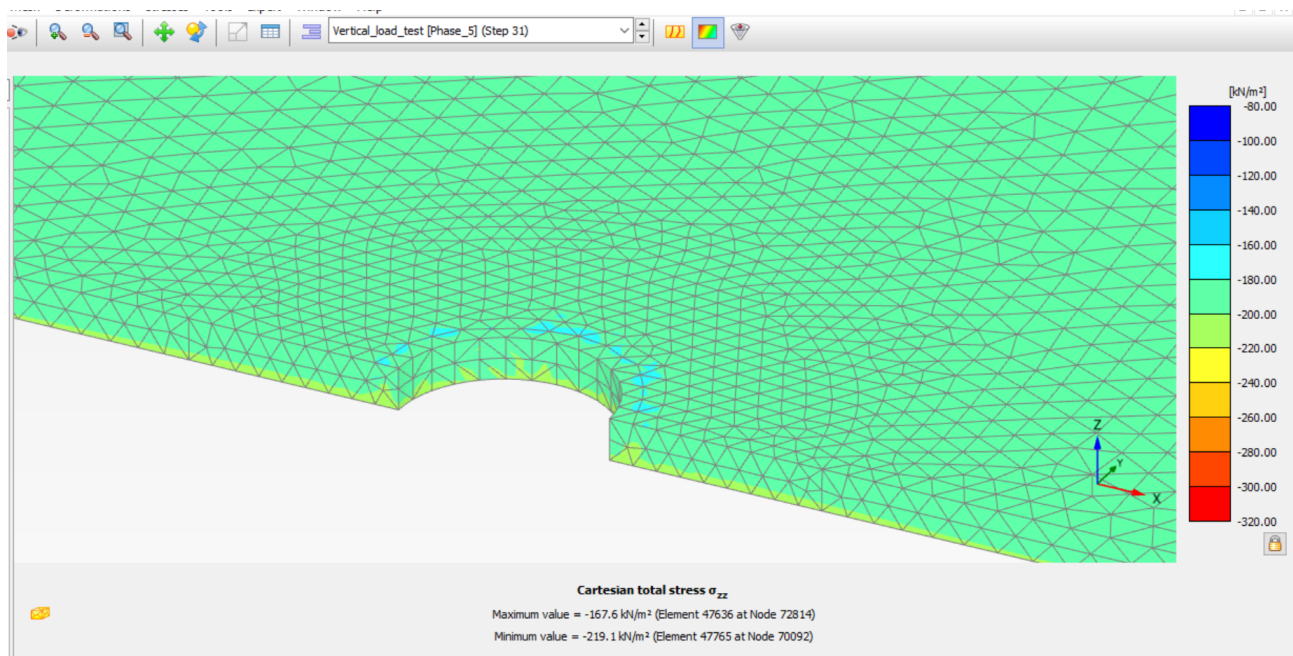 Vertical_load_test [Phase_5] (Step 31)
[kN/m²]
-80.00
-100.00
-120.00
-140.00
-160.00
-180.00
-200.00
-220.00
-240.00
-260.00
-280.00
-300.00
-320.00
Z
Y
X
Cartesian total stress σzz
Maximum value = -167.6 kN/m² (Element 47636 at Node 72814)
Minimum value = -219.1 kN/m² (Element 47765 at Node 70092)